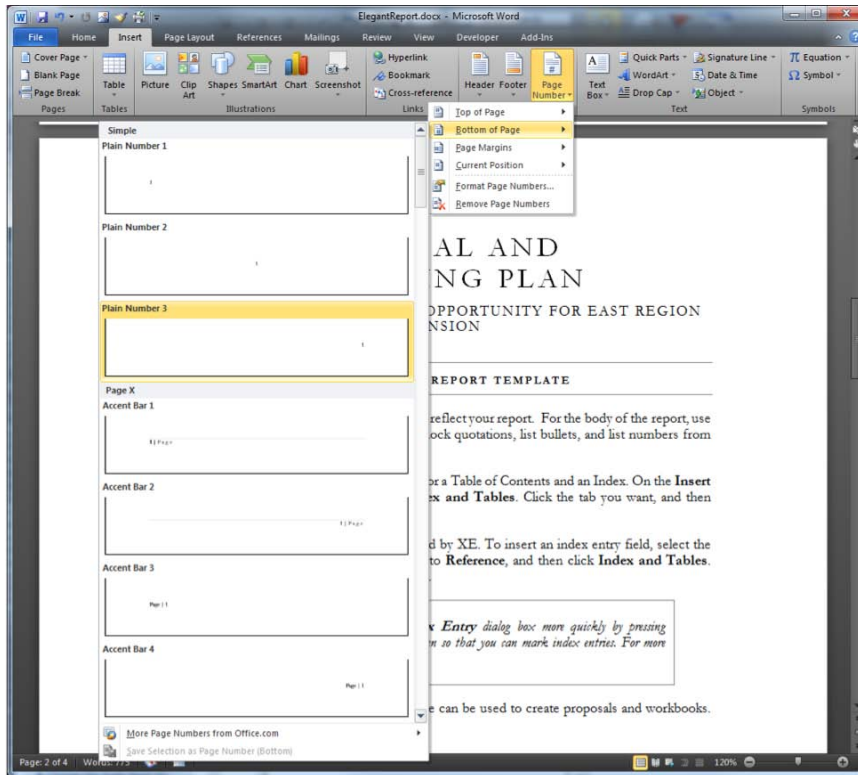 ElegantReport.docx - Microsoft Word
File Home Insert Page Layout References Mailings Review View Developer Add-Ins
Cover Page
Blank Page
Page Break
Pages
Table
Tables
Picture Clip Art Shapes SmartArt Chart Screenshot
Illustrations
Hyperlink
Bookmark
Cross-reference
Links
Header Footer Page Number
Text Box
Quick Parts
WordArt
Drop Cap
Signature Line
Date & Time
Object
Text
Equation
Symbol
Symbols
Top of Page
Bottom of Page
Page Margins
Current Position
Format Page Numbers...
Remove Page Numbers
Simple
Plain Number 1
Plain Number 2
Plain Number 3
Page X
Accent Bar 1
1 | Page
Accent Bar 2
1 | Page
Accent Bar 3
Page | 1
Accent Bar 4
Page | 1
More Page Numbers from Office.com
Save Selection as Page Number (Bottom)
AL AND
NG PLAN
OPPORTUNITY FOR EAST REGION
NSION
REPORT TEMPLATE
reflect your report. For the body of the report, use
ock quotations, list bullets, and list numbers from
or a Table of Contents and an Index. On the Insert
ex and Tables. Click the tab you want, and then
d by XE. To insert an index entry field, select the
to Reference, and then click Index and Tables.
x Entry dialog box more quickly by pressing
n so that you can mark index entries. For more
e can be used to create proposals and workbooks.
Page: 2 of 4 Words: 773 120%